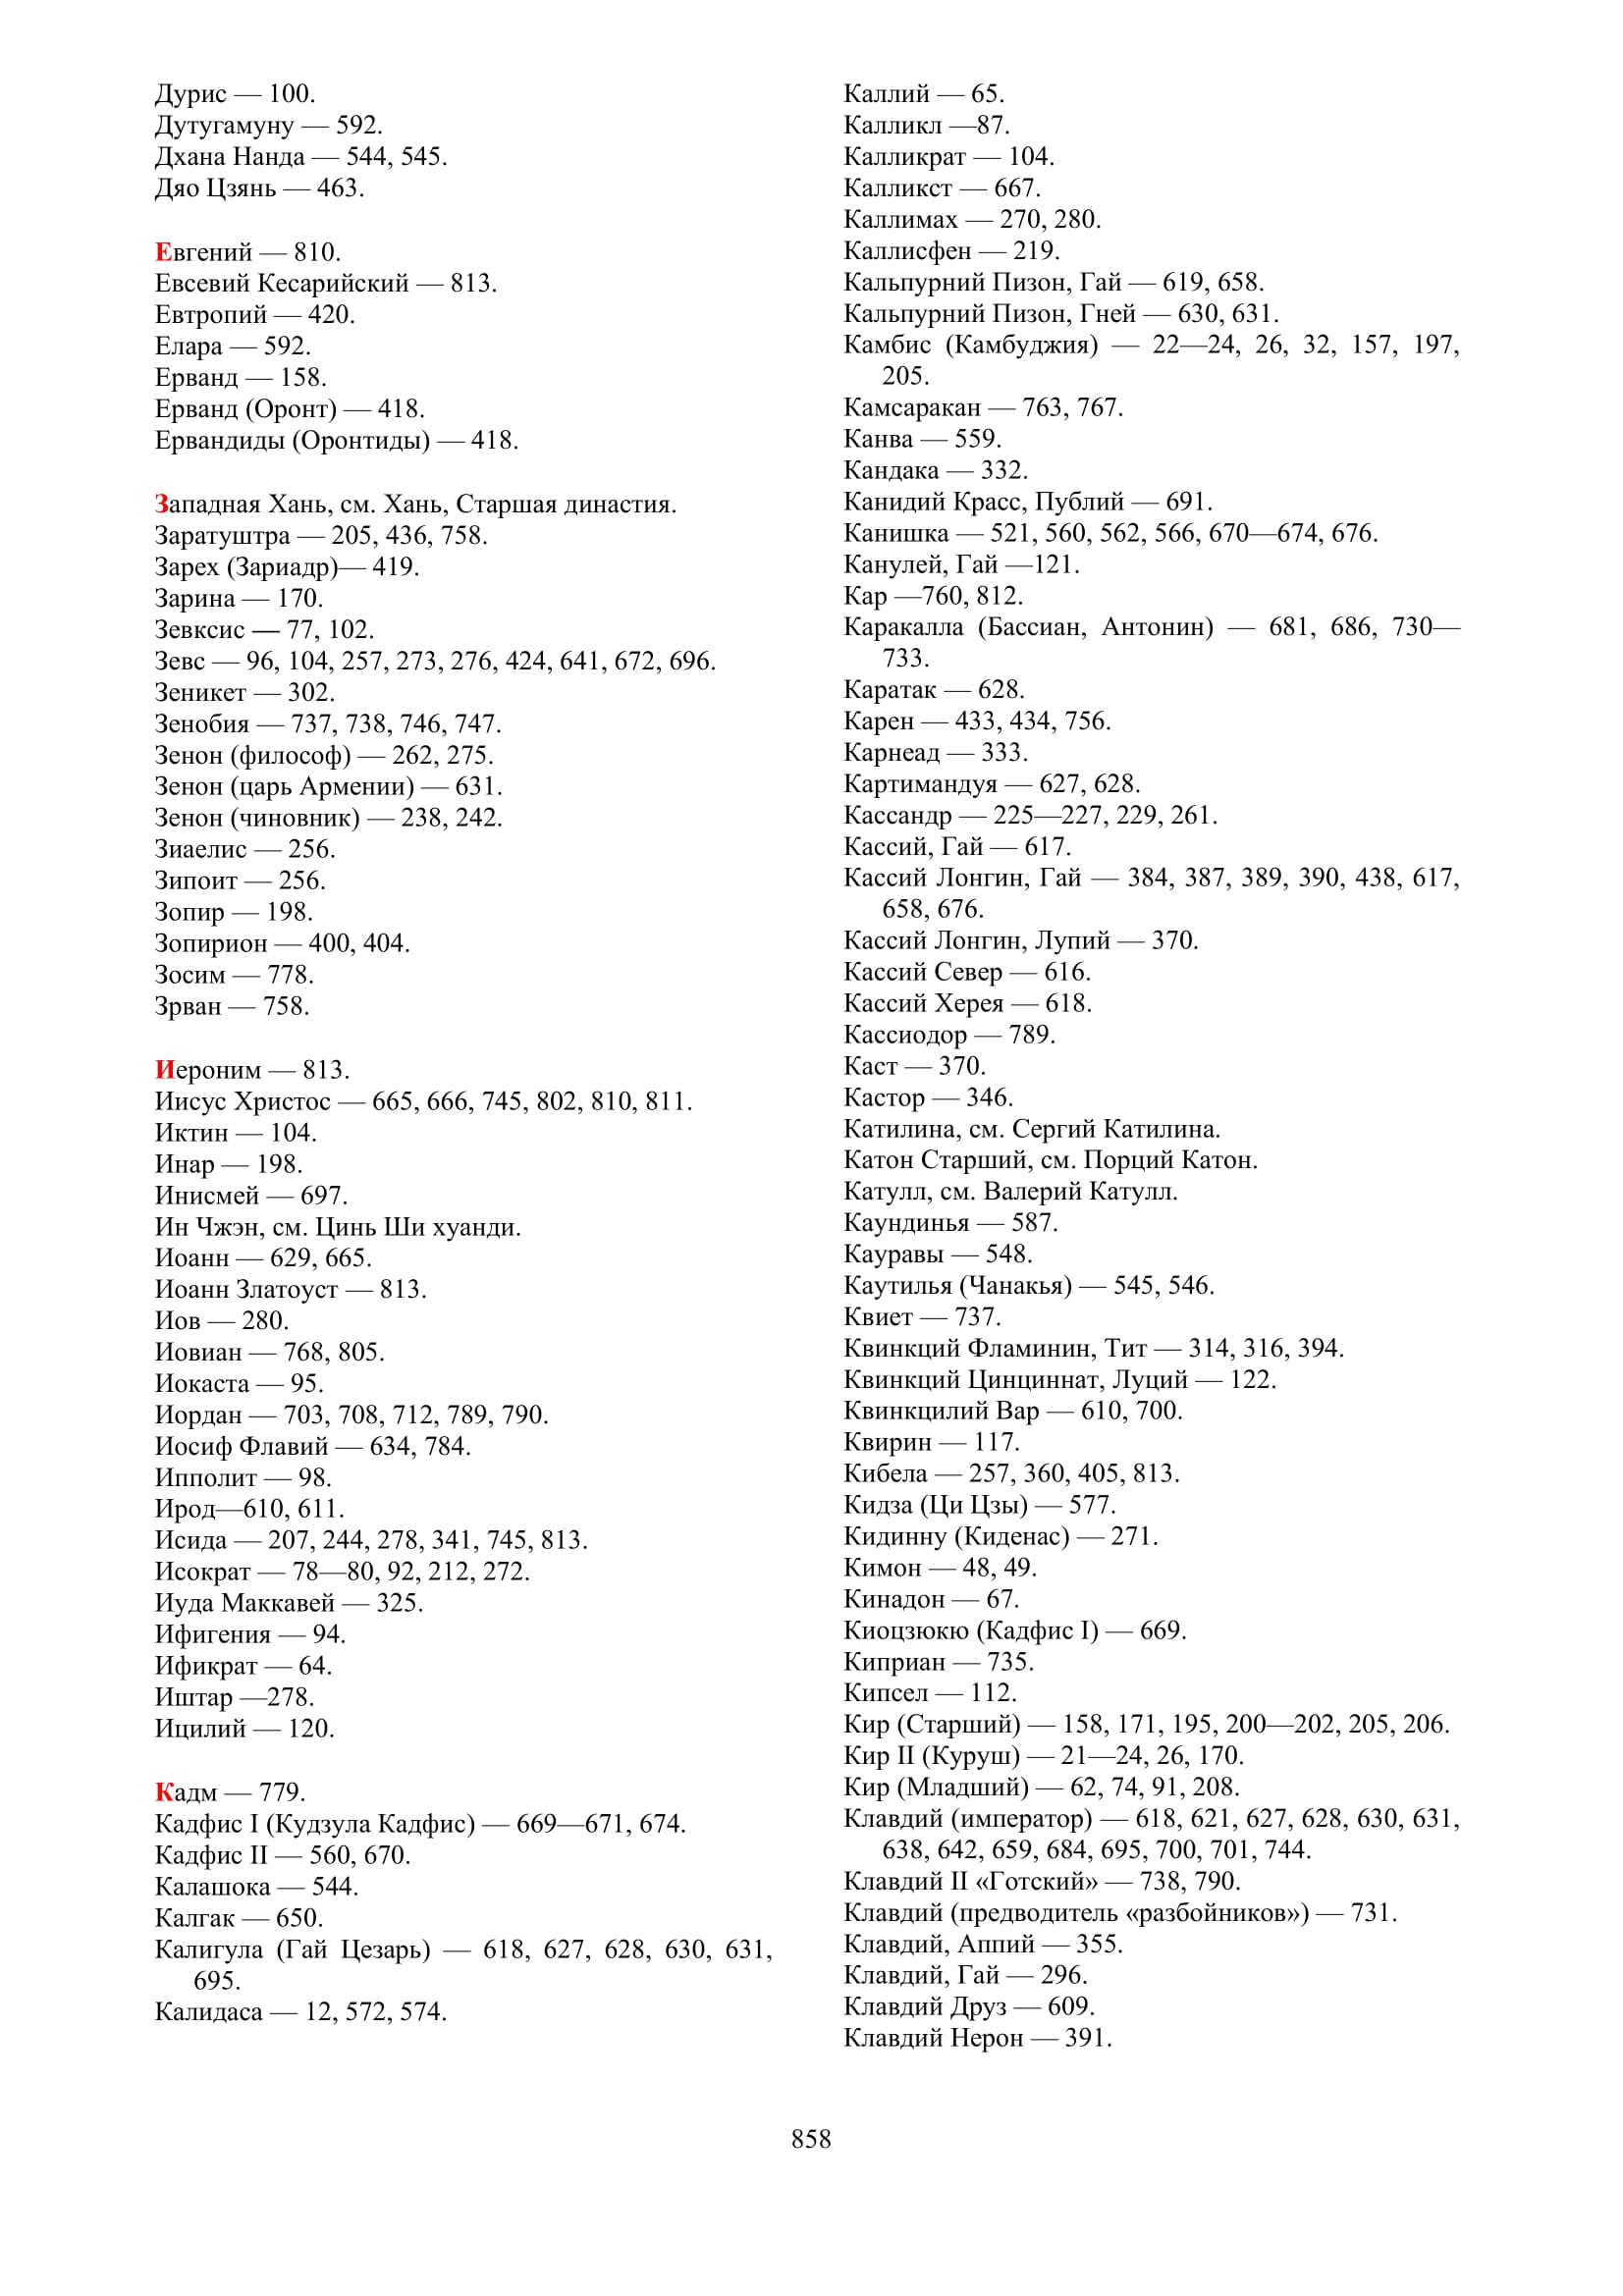 Дурис — 100.
Дутугамуну — 592.
Дхана Нанда — 544, 545.
Дяо Цзянь — 463.
Евгений — 810.
Евсевий Кесарийский — 813.
Евтропий — 420.
Елара — 592.
Ерванд — 158.
Ерванд (Оронт) — 418.
Ервандиды (Оронтиды) — 418.
Западная Хань, см. Хань, Старшая династия.
Заратуштра — 205, 436, 758.
Зарех (Зариадр)— 419.
Зарина — 170.
Зевксис — 77, 102.
Зевс — 96, 104, 257, 273, 276, 424, 641, 672, 696.
Зеникет — 302.
Зенобия — 737, 738, 746, 747.
Зенон (философ) — 262, 275.
Зенон (царь Армении) — 631.
Зенон (чиновник) — 238, 242.
Зиаелис — 256.
Зипоит — 256.
Зопир — 198.
Зопирион — 400, 404.
Зосим — 778.
Зрван — 758.
Иероним — 813.
Иисус Христос — 665, 666, 745, 802, 810, 811.
Иктин — 104.
Инар — 198.
Инисмей — 697.
Ин Чжэн, см. Цинь Ши хуанди.
Иоанн — 629, 665.
Иоанн Златоуст — 813.
Иов — 280.
Иовиан — 768, 805.
Иокаста — 95.
Иордан — 703, 708, 712, 789, 790.
Иосиф Флавий — 634, 784.
Ипполит — 98.
Ирод—610, 611.
Исида — 207, 244, 278, 341, 745, 813.
Исократ — 78—80, 92, 212, 272.
Иуда Маккавей — 325.
Ифигения — 94.
Ификрат — 64.
Иштар —278.
Ицилий — 120.
Кадм — 779.
Кадфис I (Кудзула Кадфис) — 669—671, 674.
Кадфис II — 560, 670.
Калашока — 544.
Калгак — 650.
Калигула (Гай Цезарь) — 618, 627, 628, 630, 631,
695.
Калидаса — 12, 572, 574.
Каллий — 65.
Калликл —87.
Калликрат — 104.
Калликст — 667.
Каллимах — 270, 280.
Каллисфен — 219.
Кальпурний Пизон, Гай — 619, 658.
Кальпурний Пизон, Гней — 630, 631.
Камбис (Камбуджия) — 22—24, 26, 32, 157, 197,
205.
Камсаракан — 763, 767.
Канва — 559.
Кандака — 332.
Канидий Красс, Публий — 691.
Канишка — 521, 560, 562, 566, 670—674, 676.
Канулей, Гай —121.
Кар —760, 812.
Каракалла (Бассиан, Антонин) — 681, 686, 730—
733.
Каратак — 628.
Карен — 433, 434, 756.
Карнеад — 333.
Картимандуя — 627, 628.
Кассандр — 225—227, 229, 261.
Кассий, Гай — 617.
Кассий Лонгин, Гай — 384, 387, 389, 390, 438, 617,
658, 676.
Кассий Лонгин, Лупий — 370.
Кассий Север — 616.
Кассий Херея — 618.
Кассиодор — 789.
Каст — 370.
Кастор — 346.
Катилина, см. Сергий Катилина.
Катон Старший, см. Порций Катон.
Катулл, см. Валерий Катулл.
Каундинья — 587.
Кауравы — 548.
Каутилья (Чанакья) — 545, 546.
Квиет — 737.
Квинкций Фламинин, Тит — 314, 316, 394.
Квинкций Цинциннат, Луций — 122.
Квинкцилий Вар — 610, 700.
Квирин — 117.
Кибела — 257, 360, 405, 813.
Кидза (Ци Цзы) — 577.
Кидинну (Киденас) — 271.
Кимон — 48, 49.
Кинадон — 67.
Киоцзюкю (Кадфис I) — 669.
Киприан — 735.
Кипсел — 112.
Кир (Старший) — 158, 171, 195, 200—202, 205, 206.
Кир II (Куруш) — 21—24, 26, 170.
Кир (Младший) — 62, 74, 91, 208.
Клавдий (император) — 618, 621, 627, 628, 630, 631,
638, 642, 659, 684, 695, 700, 701, 744.
Клавдий II «Готский» — 738, 790.
Клавдий (предводитель «разбойников») — 731.
Клавдий, Аппий — 355.
Клавдий, Гай — 296.
Клавдий Друз — 609.
Клавдий Нерон — 391.
858